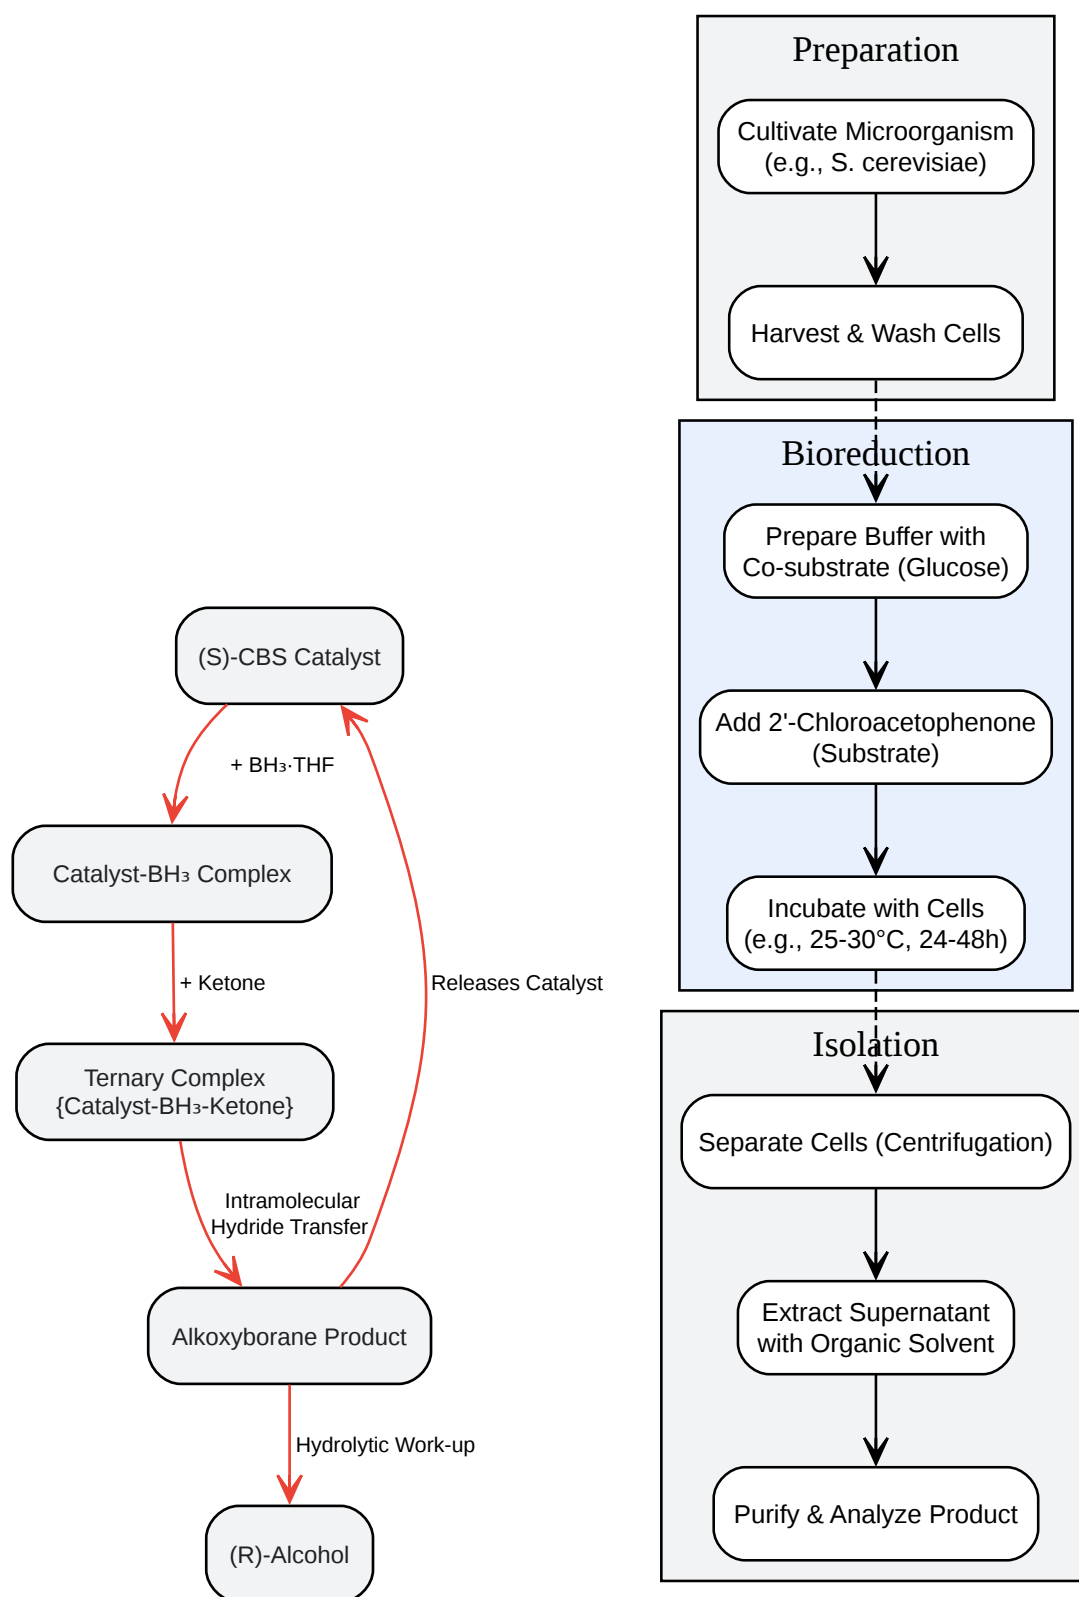 (S)-CBS Catalyst
+ BH₃·THF
Catalyst-BH₃ Complex
+ Ketone
Releases Catalyst
Ternary Complex
{Catalyst-BH₃-Ketone}
Intramolecular
Hydride Transfer
Alkoxyborane Product
Hydrolytic Work-up
(R)-Alcohol
Preparation
Cultivate Microorganism
(e.g., S. cerevisiae)
Harvest & Wash Cells
Bioreduction
Prepare Buffer with
Co-substrate (Glucose)
Add 2'-Chloroacetophenone
(Substrate)
Incubate with Cells
(e.g., 25-30°C, 24-48h)
Isolation
Separate Cells (Centrifugation)
Extract Supernatant
with Organic Solvent
Purify & Analyze Product